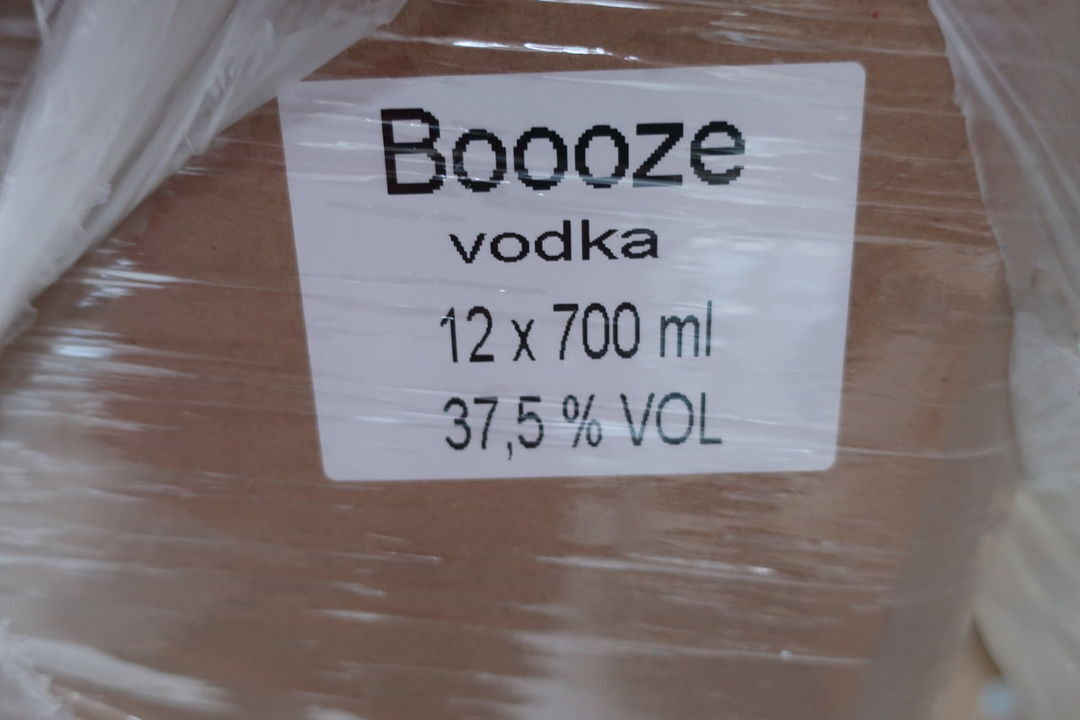 Boooze
vodka
12 x 700 ml
37,5 % VOL